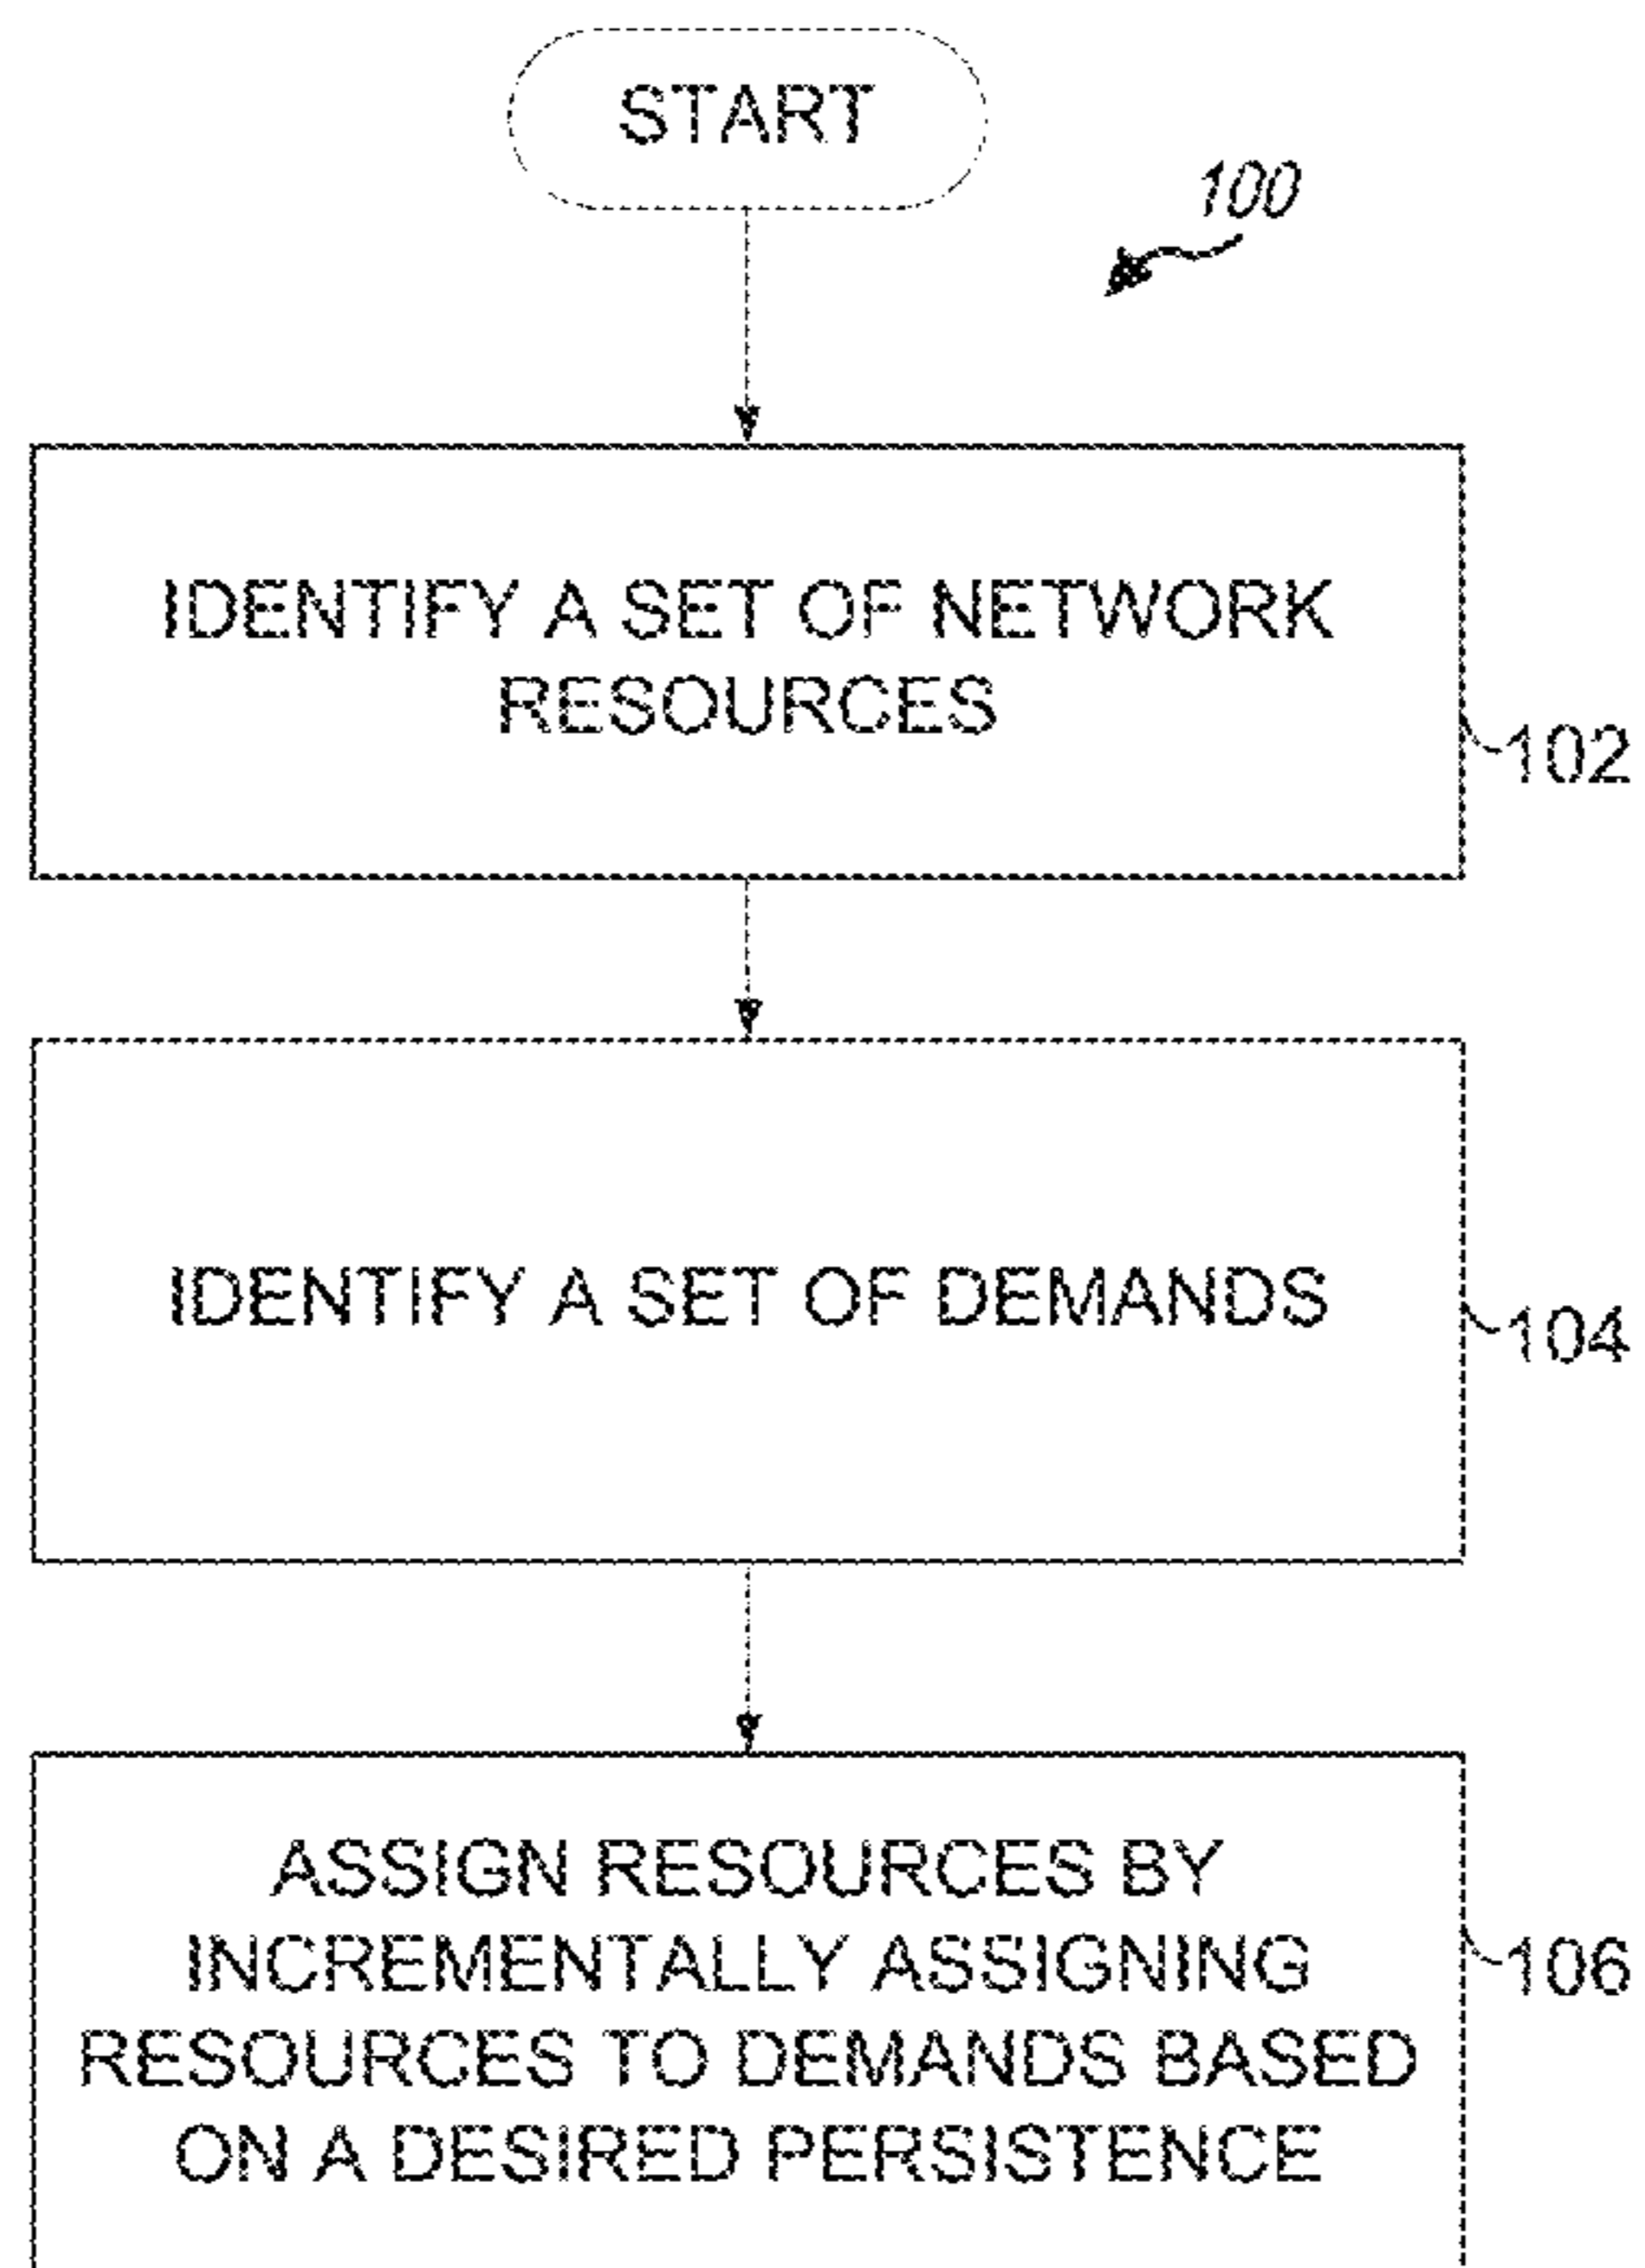 START
100
IDENTIFY A SET OF NETWORK
RESOURCES
102
IDENTIFY A SET OF DEMANDS
104
ASSIGN RESOURCES BY
INCREMENTALLY ASSIGNING
106
RESOURCES TO DEMANDS BASED
ON A DESIRED PERSISTENCE